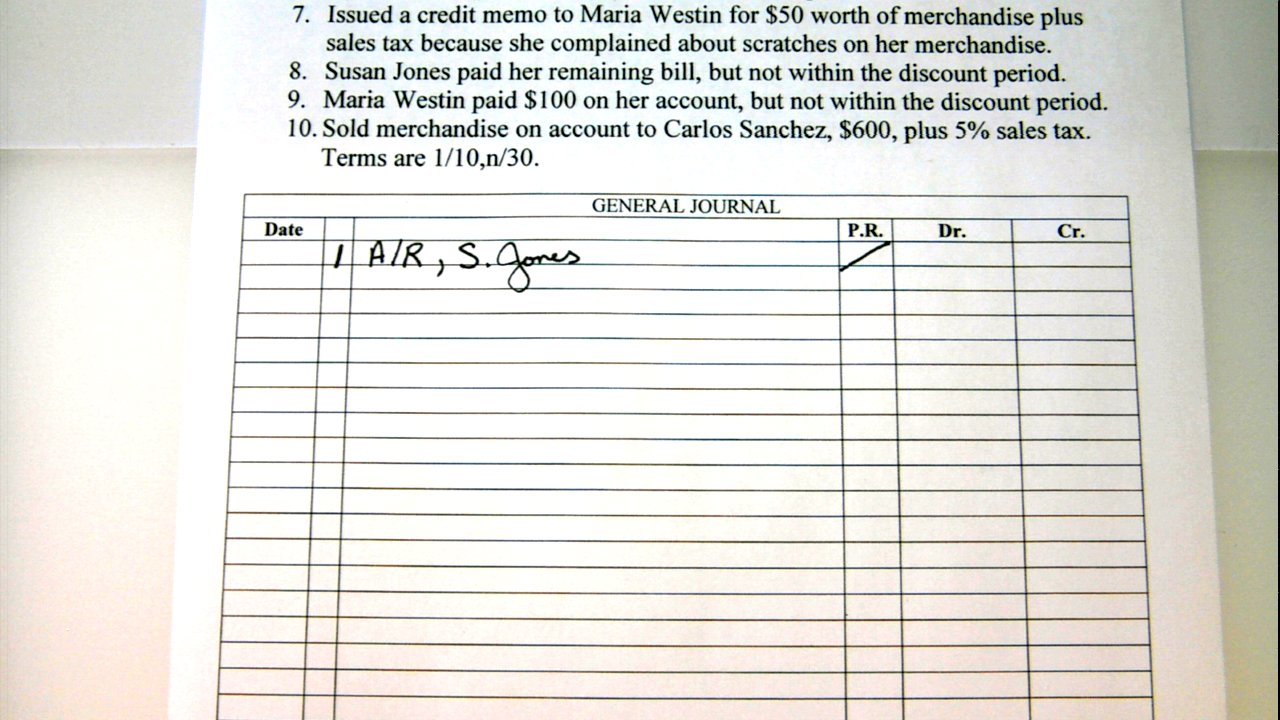 7. Issued a credit memo to Maria Westin for $50 worth of merchandise plus
sales tax because she complained about scratches on her merchandise.
8. Susan Jones paid her remaining bill, but not within the discount period.
9. Maria Westin paid $100 on her account, but not within the discount period.
10. Sold merchandise on account to Carlos Sanchez, $600, plus 5% sales tax.
Terms are 1/10,n/30.
GENERAL JOURNAL
Date P.R. Dr. Cr.
1 A/R, S. Jones